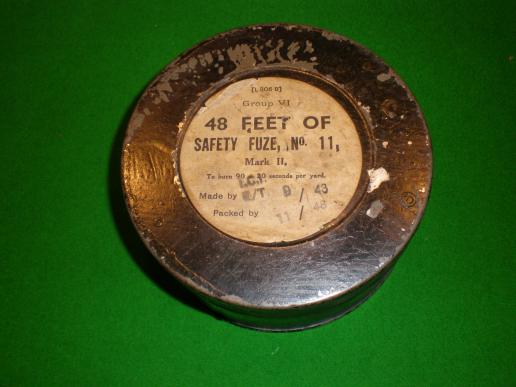 [L 806 B]
Group VI
48 FEET OF
SAFETY FUZE, No. 11,
Mark II,
To burn 90 ± 20 seconds per yard.
I.C.I.
Made by /T 9 / 43
Packed by 11 / 43